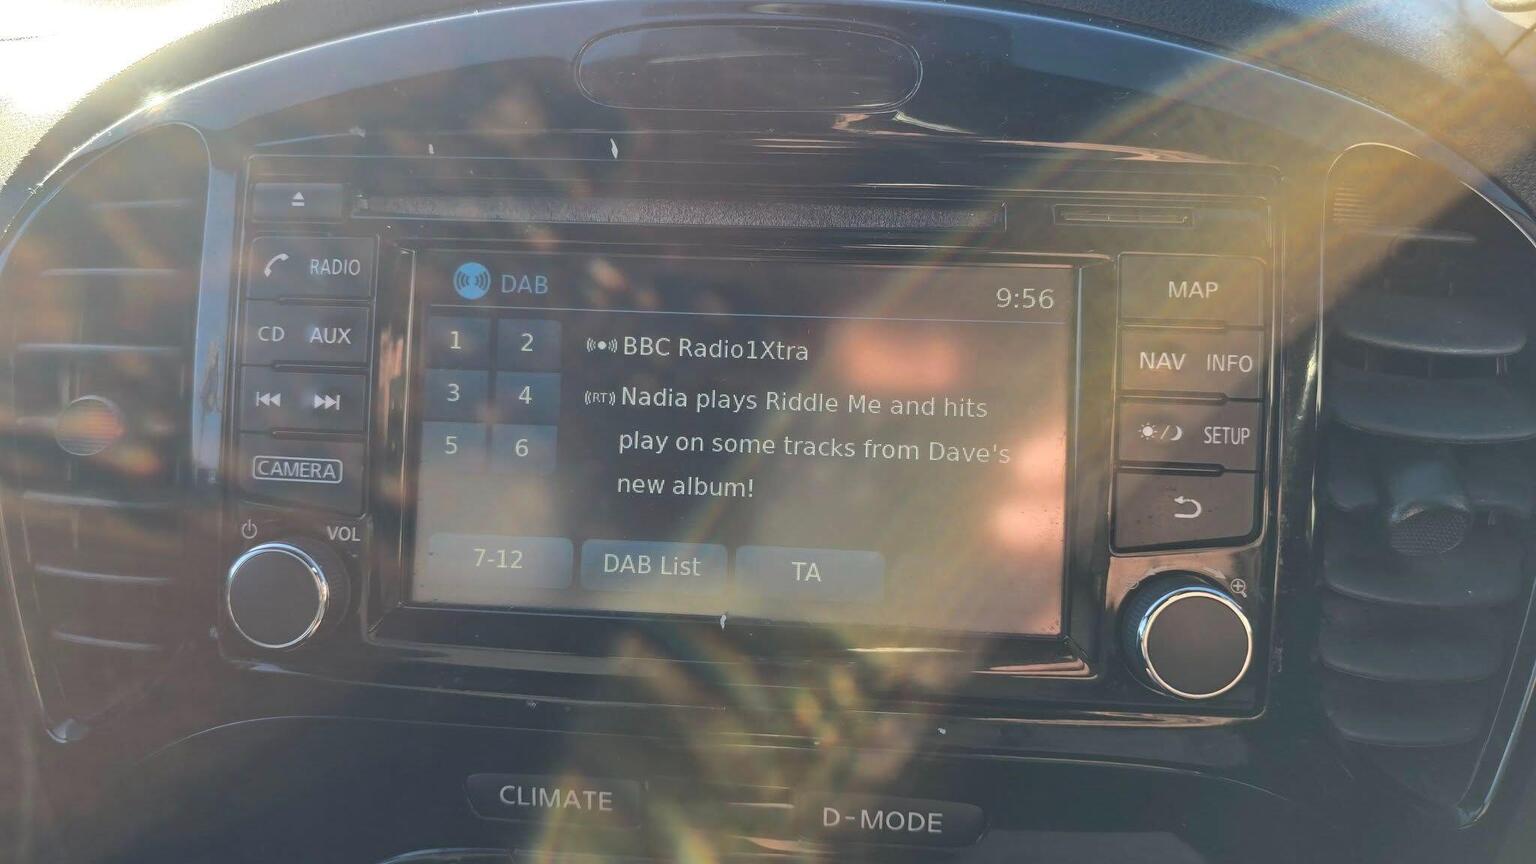 RADIO
CD AUX
CAMERA
VOL
DAB
9:56
1 2
3 4
5 6
BBC Radio1Xtra
(RT) Nadia plays Riddle Me and hits
play on some tracks from Dave's
new album!
7-12 DAB List TA
MAP
NAV INFO
SETUP
CLIMATE
D-MODE